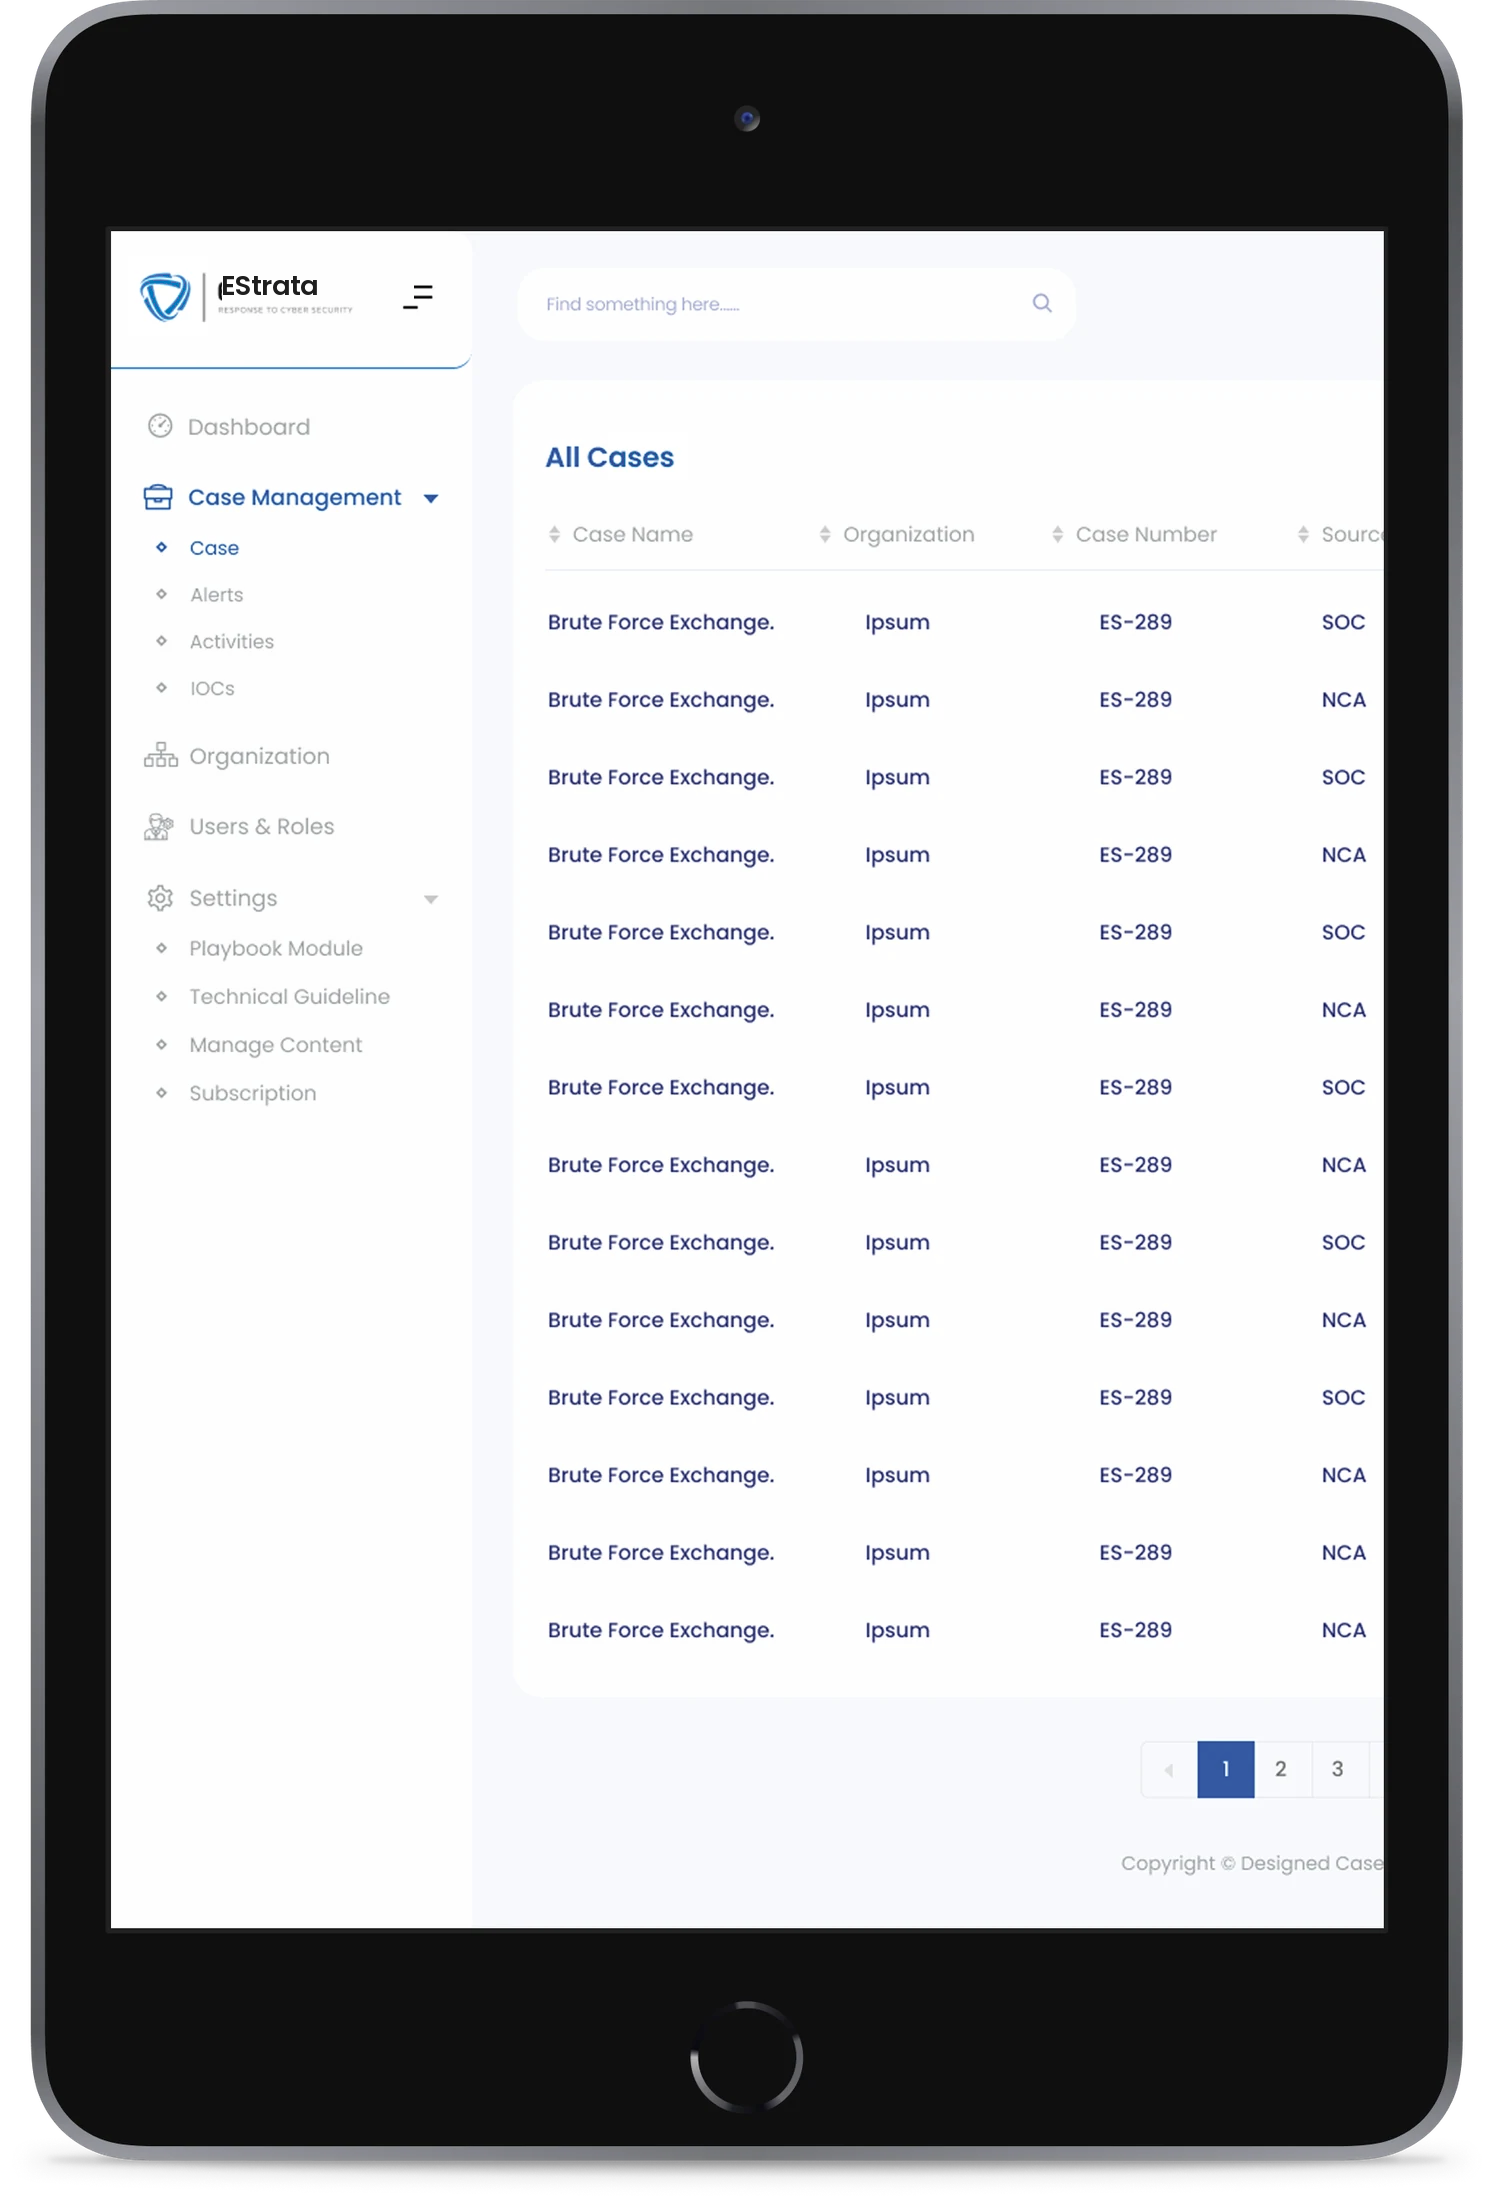 EStrata
RESPONSE TO CYBER SECURITY
Find something here......
Dashboard
Case Management
Case
Alerts
Activities
IOCs
Organization
Users & Roles
Settings
Playbook Module
Technical Guideline
Manage Content
Subscription
All Cases
Case Name Organization Case Number Source
Brute Force Exchange. Ipsum ES-289 SOC
Brute Force Exchange. Ipsum ES-289 NCA
Brute Force Exchange. Ipsum ES-289 SOC
Brute Force Exchange. Ipsum ES-289 NCA
Brute Force Exchange. Ipsum ES-289 SOC
Brute Force Exchange. Ipsum ES-289 NCA
Brute Force Exchange. Ipsum ES-289 SOC
Brute Force Exchange. Ipsum ES-289 NCA
Brute Force Exchange. Ipsum ES-289 SOC
Brute Force Exchange. Ipsum ES-289 NCA
Brute Force Exchange. Ipsum ES-289 SOC
Brute Force Exchange. Ipsum ES-289 NCA
Brute Force Exchange. Ipsum ES-289 NCA
Brute Force Exchange. Ipsum ES-289 NCA
1 2 3
Copyright © Designed Case